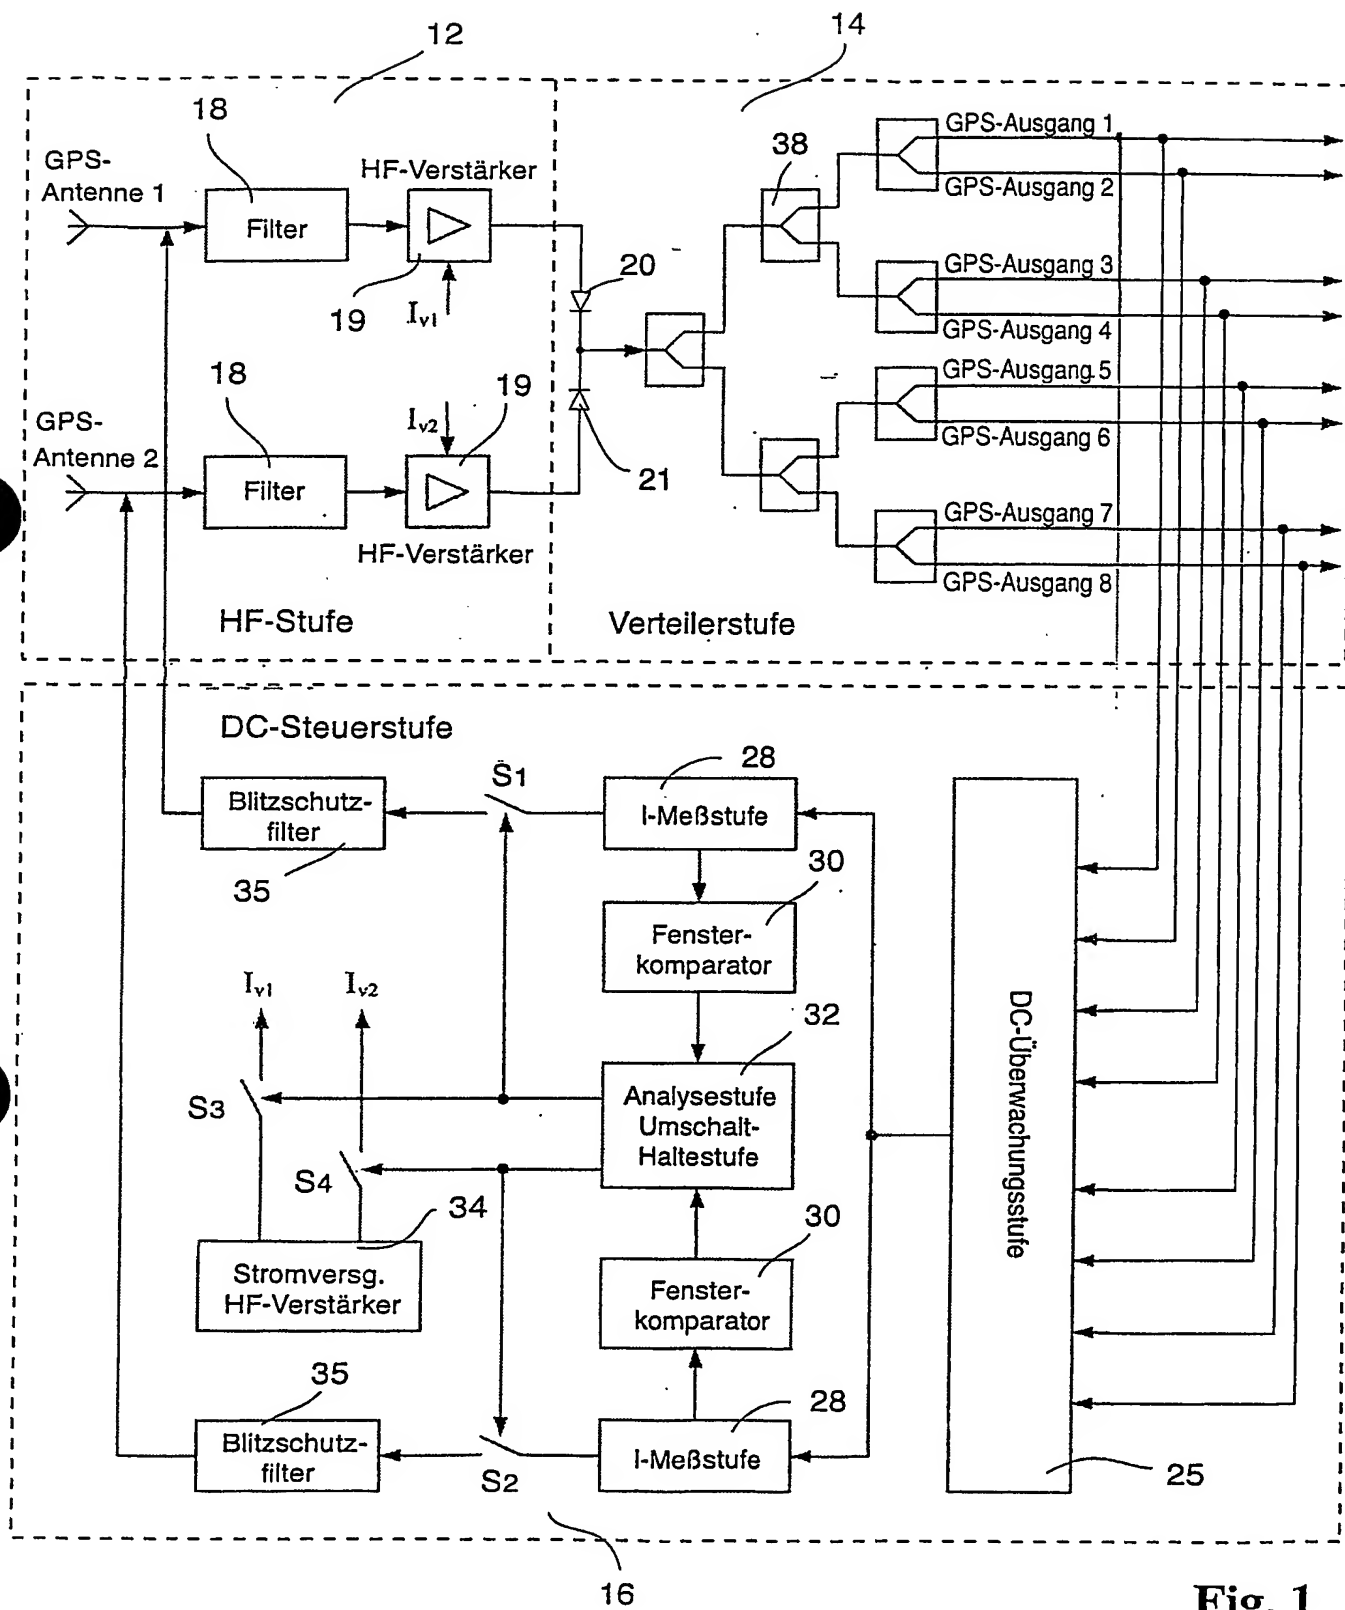 12
14
18
GPS-
Antenne 1
HF-Verstärker
Filter
19
Iv1
20
38
GPS-Ausgang 1
GPS-Ausgang 2
GPS-Ausgang 3
GPS-Ausgang 4
GPS-Ausgang 5
GPS-Ausgang 6
GPS-Ausgang 7
GPS-Ausgang 8
18
GPS-
Antenne 2
Iv2
19
21
Filter
HF-Verstärker
HF-Stufe
Verteilerstufe
DC-Steuerstufe
Blitzschutz-
filter
35
S1
28
I-Meßstufe
30
Fenster-
komparator
32
Iv1
Iv2
S3
S4
Analysestufe
Umschalt-
Haltestufe
34
Stromversg.
HF-Verstärker
30
Fenster-
komparator
35
Blitzschutz-
filter
S2
28
I-Meßstufe
DC-Überwachungsstufe
25
16
Fig. 1